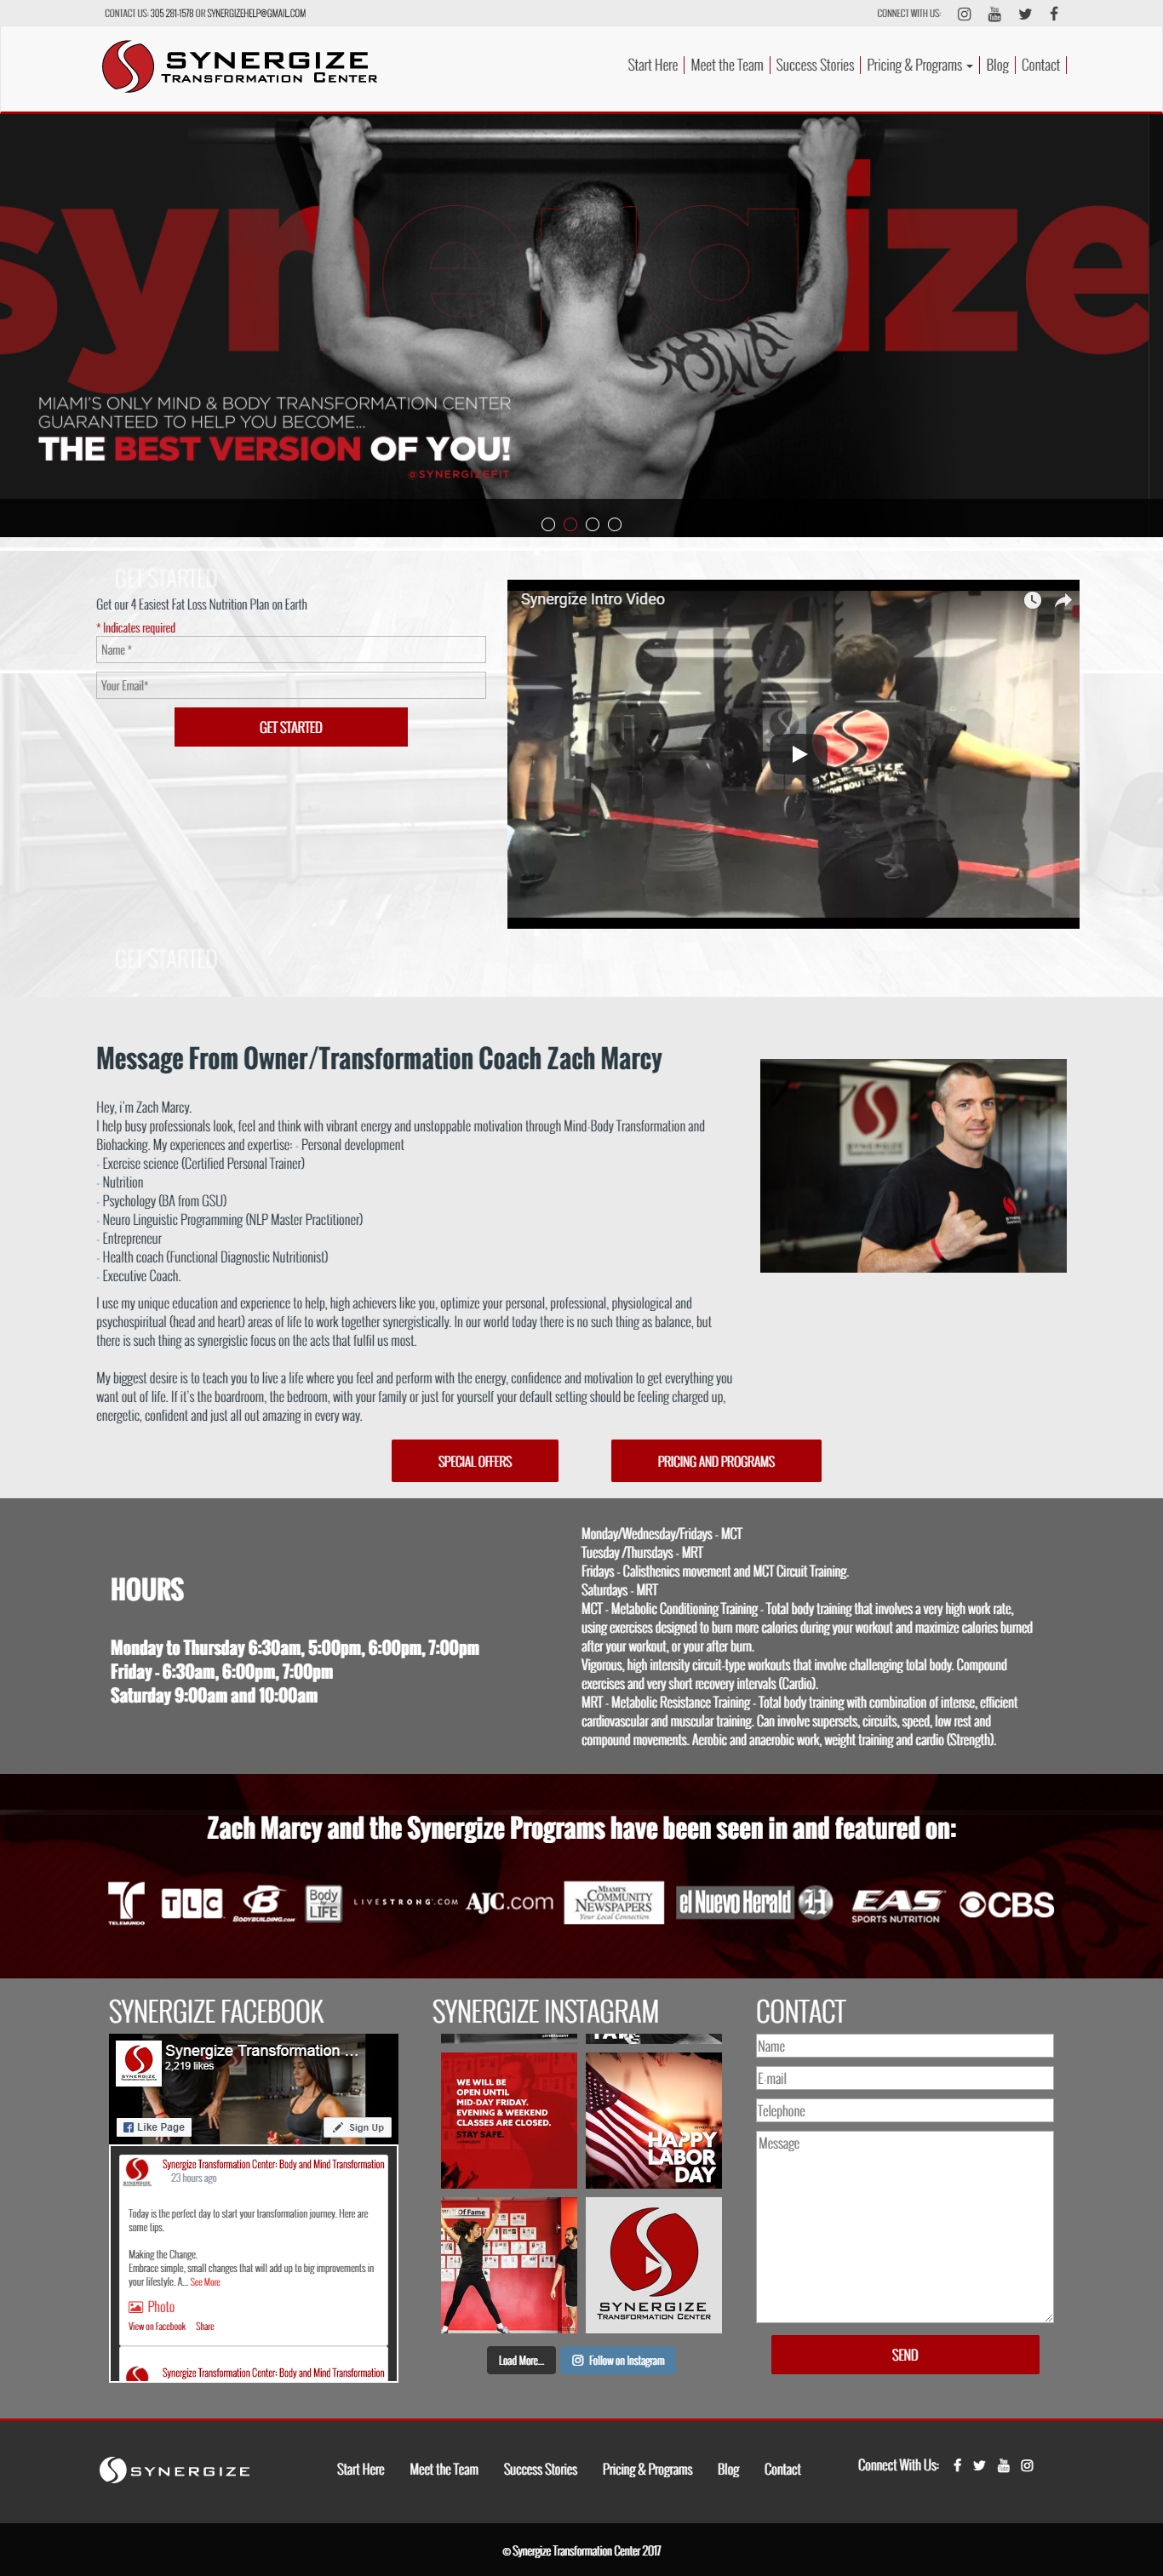 CONTACT US: 305 281-1578 OR SYNERGIZEHELP@GMAIL.COM
CONNECT WITH US:
SYNERGIZE
TRANSFORMATION CENTER
Start Here
Meet the Team
Success Stories
Pricing & Programs
Blog
Contact
synergize
MIAMI'S ONLY MIND & BODY TRANSFORMATION CENTER
GUARANTEED TO HELP YOU BECOME...
THE BEST VERSION OF YOU!
@SYNERGIZEFIT
GET STARTED
Get our 4 Easiest Fat Loss Nutrition Plan on Earth
* Indicates required
Name *
Your Email*
GET STARTED
Synergize Intro Video
SYNERGIZE
GET STARTED
Message From Owner/Transformation Coach Zach Marcy
Hey, i'm Zach Marcy.
I help busy professionals look, feel and think with vibrant energy and unstoppable motivation through Mind-Body Transformation and
Biohacking. My experiences and expertise: - Personal development
- Exercise science (Certified Personal Trainer)
- Nutrition
- Psychology (BA from GSU)
- Neuro Linguistic Programming (NLP Master Practitioner)
- Entrepreneur
- Health coach (Functional Diagnostic Nutritionist)
- Executive Coach.
I use my unique education and experience to help, high achievers like you, optimize your personal, professional, physiological and
psychospiritual (head and heart) areas of life to work together synergistically. In our world today there is no such thing as balance, but
there is such thing as synergistic focus on the acts that fulfil us most.
My biggest desire is to teach you to live a life where you feel and perform with the energy, confidence and motivation to get everything you
want out of life. If it's the boardroom, the bedroom, with your family or just for yourself your default setting should be feeling charged up,
energetic, confident and just all out amazing in every way.
SPECIAL OFFERS
PRICING AND PROGRAMS
HOURS
Monday to Thursday 6:30am, 5:00pm, 6:00pm, 7:00pm
Friday - 6:30am, 6:00pm, 7:00pm
Saturday 9:00am and 10:00am
Monday/Wednesday/Fridays - MCT
Tuesday /Thursdays - MRT
Fridays - Calisthenics movement and MCT Circuit Training.
Saturdays - MRT
MCT - Metabolic Conditioning Training - Total body training that involves a very high work rate,
using exercises designed to burn more calories during your workout and maximize calories burned
after your workout, or your after burn.
Vigorous, high intensity circuit-type workouts that involve challenging total body. Compound
exercises and very short recovery intervals (Cardio).
MRT - Metabolic Resistance Training - Total body training with combination of intense, efficient
cardiovascular and muscular training. Can involve supersets, circuits, speed, low rest and
compound movements. Aerobic and anaerobic work, weight training and cardio (Strength).
Zach Marcy and the Synergize Programs have been seen in and featured on:
TELEMUNDO
TLC
BODYBUILDING.com
Body for LIFE
LIVESTRONG.COM
AJC.com
MIAMI'S
COMMUNITY
NEWSPAPERS
Your Local Connection
el Nuevo Herald
EAS
SPORTS NUTRITION
CBS
SYNERGIZE FACEBOOK
Synergize Transformation ...
2,219 likes
Like Page
Sign Up
Synergize Transformation Center: Body and Mind Transformation
23 hours ago
Today is the perfect day to start your transformation journey. Here are
some tips.
Making the Change.
Embrace simple, small changes that will add up to big improvements in
your lifestyle. A... See More
Photo
View on Facebook
Share
Synergize Transformation Center: Body and Mind Transformation
SYNERGIZE INSTAGRAM
WE WILL BE
OPEN UNTIL
MID-DAY FRIDAY.
EVENING & WEEKEND
CLASSES ARE CLOSED.
STAY SAFE.
HAPPY
LABOR
DAY
Wall Of Fame
SYNERGIZE
TRANSFORMATION CENTER
Load More...
Follow on Instagram
CONTACT
Name
E-mail
Telephone
Message
SEND
SYNERGIZE
Start Here
Meet the Team
Success Stories
Pricing & Programs
Blog
Contact
Connect With Us:
© Synergize Transformation Center 2017